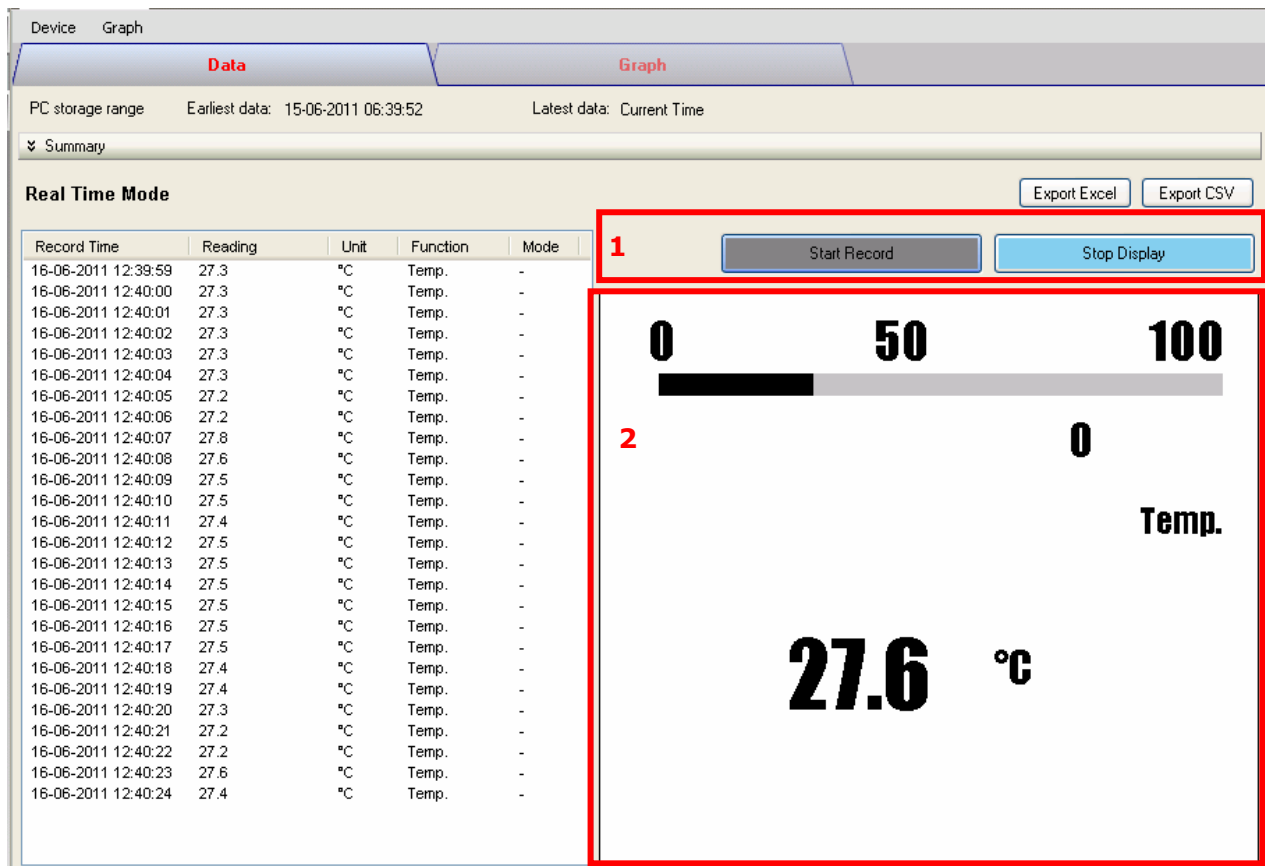 Device Graph
Data Graph
PC storage range Earliest data: 15-06-2011 06:39:52 Latest data: Current Time
Summary
Real Time Mode Export Excel Export CSV
Record Time Reading Unit Function Mode
16-06-2011 12:39:59 27.3 °C Temp. -
16-06-2011 12:40:00 27.3 °C Temp. -
16-06-2011 12:40:01 27.3 °C Temp. -
16-06-2011 12:40:02 27.3 °C Temp. -
16-06-2011 12:40:03 27.3 °C Temp. -
16-06-2011 12:40:04 27.3 °C Temp. -
16-06-2011 12:40:05 27.2 °C Temp. -
16-06-2011 12:40:06 27.2 °C Temp. -
16-06-2011 12:40:07 27.8 °C Temp. -
16-06-2011 12:40:08 27.6 °C Temp. -
16-06-2011 12:40:09 27.5 °C Temp. -
16-06-2011 12:40:10 27.5 °C Temp. -
16-06-2011 12:40:11 27.4 °C Temp. -
16-06-2011 12:40:12 27.5 °C Temp. -
16-06-2011 12:40:13 27.5 °C Temp. -
16-06-2011 12:40:14 27.5 °C Temp. -
16-06-2011 12:40:15 27.5 °C Temp. -
16-06-2011 12:40:16 27.5 °C Temp. -
16-06-2011 12:40:17 27.5 °C Temp. -
16-06-2011 12:40:18 27.4 °C Temp. -
16-06-2011 12:40:19 27.4 °C Temp. -
16-06-2011 12:40:20 27.3 °C Temp. -
16-06-2011 12:40:21 27.2 °C Temp. -
16-06-2011 12:40:22 27.2 °C Temp. -
16-06-2011 12:40:23 27.6 °C Temp. -
16-06-2011 12:40:24 27.4 °C Temp. -
1 Start Record Stop Display
0 50 100
2 0
Temp.
27.6 °C